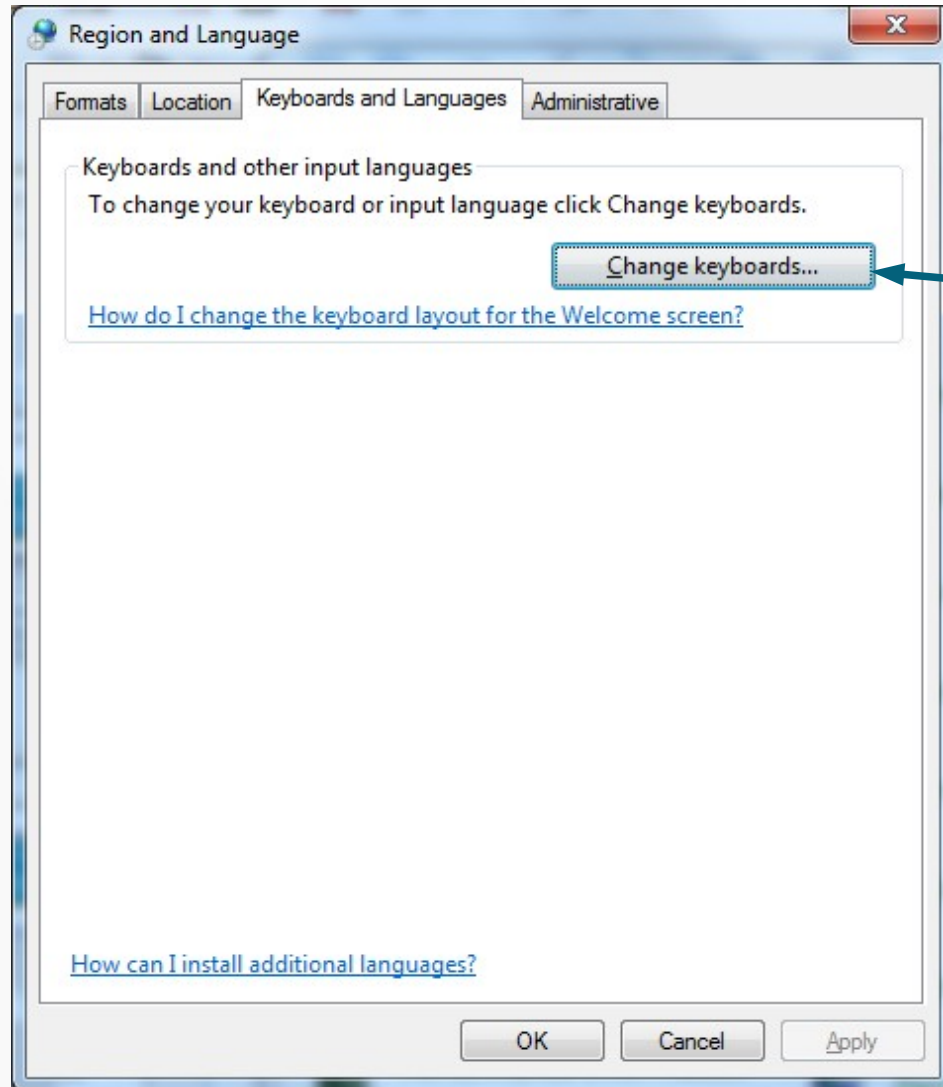 Region and Language
Formats Location Keyboards and Languages Administrative
Keyboards and other input languages
To change your keyboard or input language click Change keyboards.
Change keyboards...
How do I change the keyboard layout for the Welcome screen?
How can I install additional languages?
OK Cancel Apply